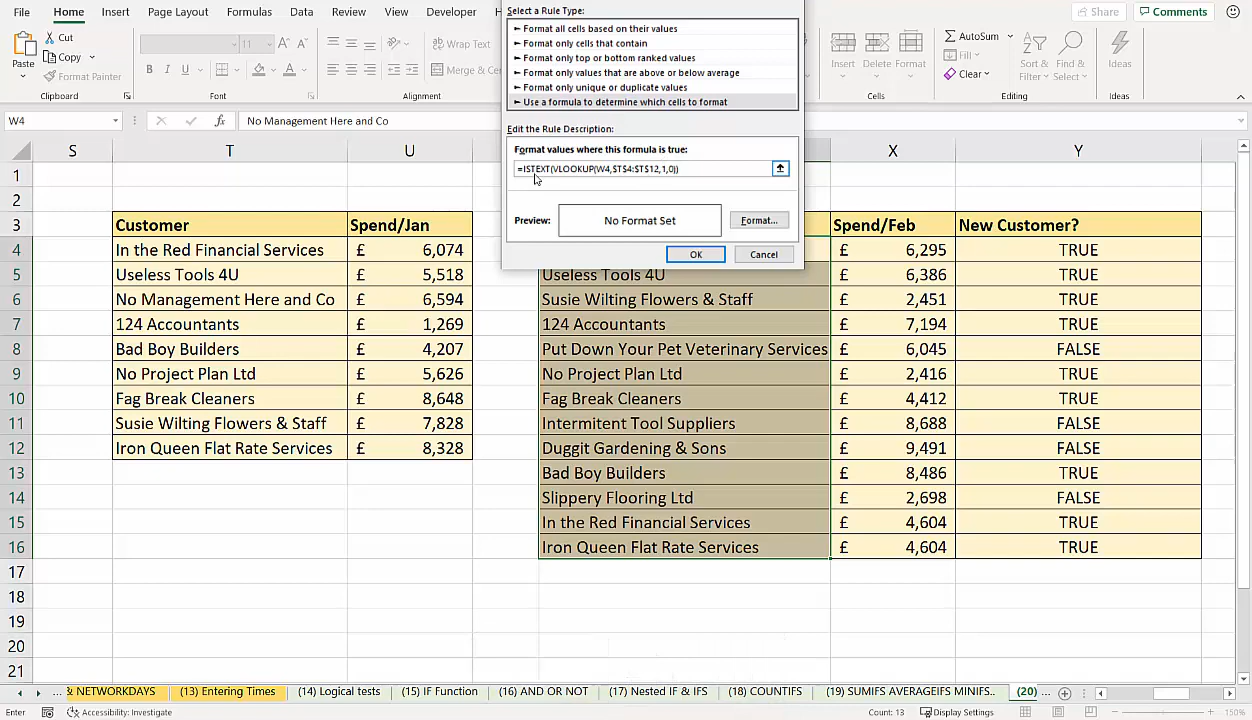 File Home Insert Page Layout Formulas Data Review View Developer
Share Comments
Select a Rule Type:
► Format all cells based on their values
► Format only cells that contain
► Format only top or bottom ranked values
► Format only values that are above or below average
► Format only unique or duplicate values
► Use a formula to determine which cells to format
Paste
Cut
Copy
Format Painter
Clipboard
11
B I U
Font
Wrap Text
Merge & Cen
Alignment
Insert Delete Format
Cells
AutoSum
Fill
Clear
Sort & Filter
Find & Select
Editing
Ideas
Ideas
W4 fx No Management Here and Co
Edit the Rule Description:
Format values where this formula is true:
=ISTEXT(VLOOKUP(W4,$T$4:$T$12,1,0))
Preview: No Format Set Format...
OK Cancel
S T U X Y
1
2
3 Customer Spend/Jan Spend/Feb New Customer?
4 In the Red Financial Services £ 6,074 £ 6,295 TRUE
5 Useless Tools 4U £ 5,518 Useless Tools 4U £ 6,386 TRUE
6 No Management Here and Co £ 6,594 Susie Wilting Flowers & Staff £ 2,451 TRUE
7 124 Accountants £ 1,269 124 Accountants £ 7,194 TRUE
8 Bad Boy Builders £ 4,207 Put Down Your Pet Veterinary Services £ 6,045 FALSE
9 No Project Plan Ltd £ 5,626 No Project Plan Ltd £ 2,416 TRUE
10 Fag Break Cleaners £ 8,648 Fag Break Cleaners £ 4,412 TRUE
11 Susie Wilting Flowers & Staff £ 7,828 Intermitent Tool Suppliers £ 8,688 FALSE
12 Iron Queen Flat Rate Services £ 8,328 Duggit Gardening & Sons £ 9,491 FALSE
13 Bad Boy Builders £ 8,486 TRUE
14 Slippery Flooring Ltd £ 2,698 FALSE
15 In the Red Financial Services £ 4,604 TRUE
16 Iron Queen Flat Rate Services £ 4,604 TRUE
17
18
19
20
21
... & NETWORKDAYS (13) Entering Times (14) Logical tests (15) IF Function (16) AND OR NOT (17) Nested IF & IFS (18) COUNTIFS (19) SUMIFS AVERAGEIFS MINIFS.. (20) ...
Enter Accessibility: Investigate Count: 13 Display Settings 150%